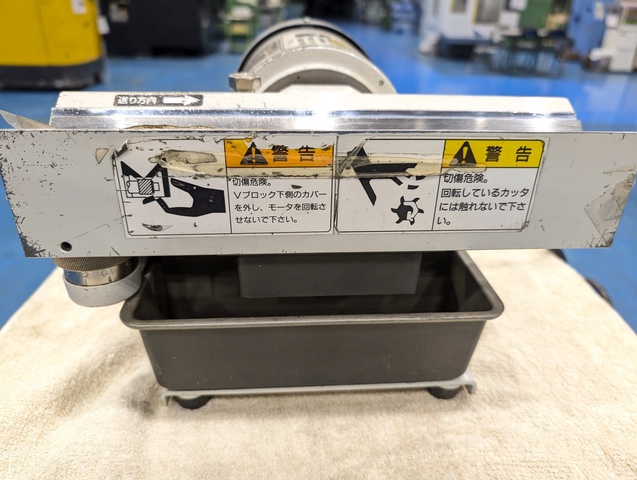 送り方向
警告
切傷危険。
Vブロック下側のカバー
を外し、モータを回転さ
せないで下さい。
警告
切傷危険。
回転しているカッタ
には触れないで下さ
い。